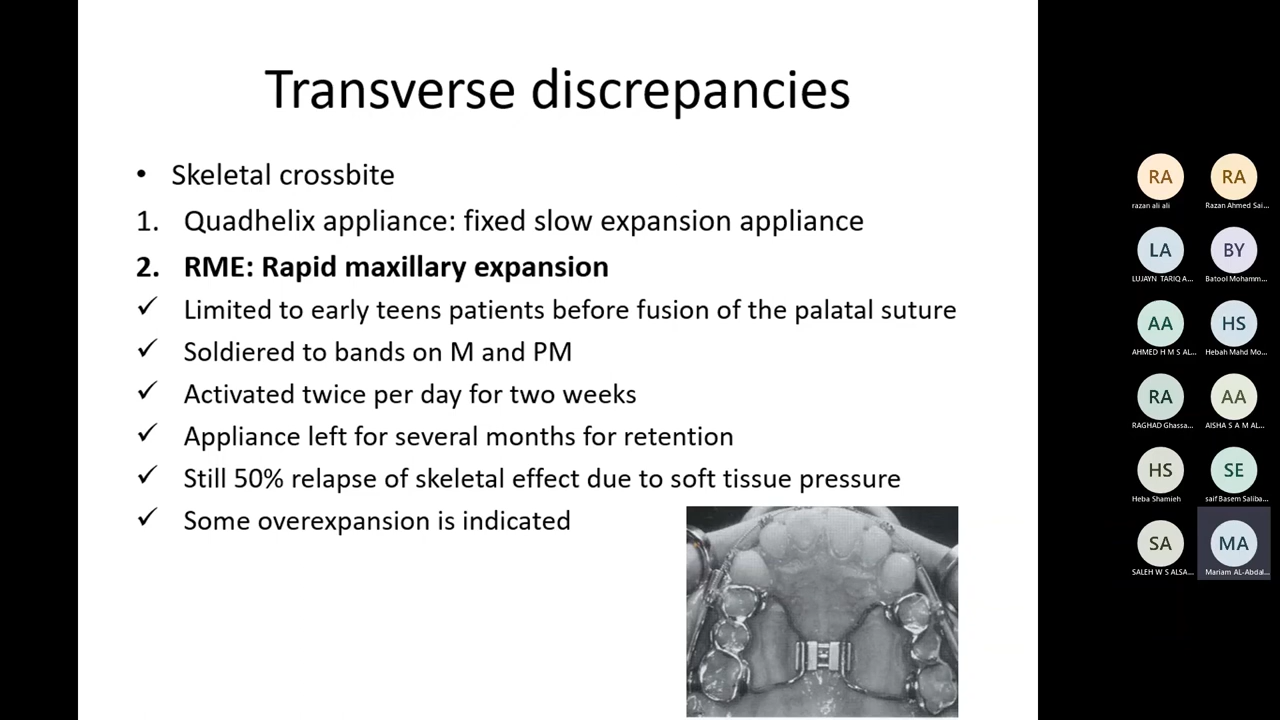 Transverse discrepancies
• Skeletal crossbite
1. Quadhelix appliance: fixed slow expansion appliance
2. RME: Rapid maxillary expansion
✓ Limited to early teens patients before fusion of the palatal suture
✓ Soldiered to bands on M and PM
✓ Activated twice per day for two weeks
✓ Appliance left for several months for retention
✓ Still 50% relapse of skeletal effect due to soft tissue pressure
✓ Some overexpansion is indicated
RA RA
razan ali ali Razan Ahmed Sai...
LA BY
LUJAYN TARIQ A... Batool Mohamm...
AA HS
AHMED H M S AL... Hebah Mahd Mo...
RA AA
RAGHAD Ghassa... AISHA S A M AL...
HS SE
Heba Shamieh saif Basem Saliba...
SA MA
SALEH W S ALSA... Mariam AL-Abdal...